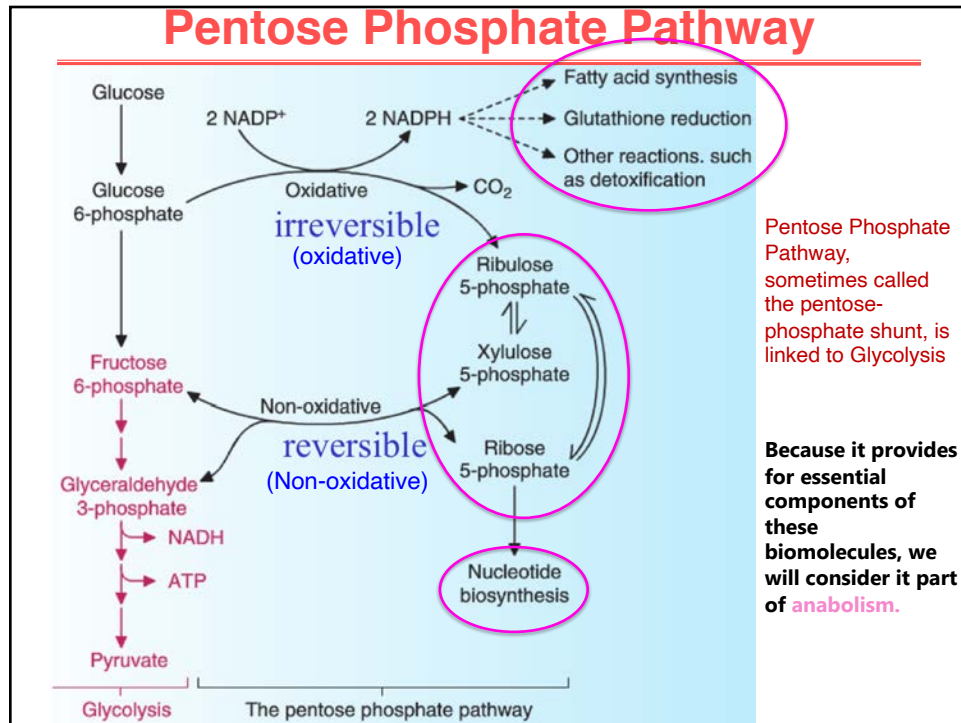 Pentose Phosphate Pathway
Glucose
2 NADP⁺
2 NADPH
Fatty acid synthesis
Glutathione reduction
Other reactions. such
as detoxification
Glucose
6-phosphate
Oxidative
CO₂
irreversible
(oxidative)
Ribulose
5-phosphate
Xylulose
5-phosphate
Fructose
6-phosphate
Non-oxidative
reversible
(Non-oxidative)
Ribose
5-phosphate
Glyceraldehyde
3-phosphate
NADH
ATP
Nucleotide
biosynthesis
Pyruvate
Glycolysis
The pentose phosphate pathway
Pentose Phosphate
Pathway,
sometimes called
the pentose-
phosphate shunt, is
linked to Glycolysis
Because it provides
for essential
components of
these
biomolecules, we
will consider it part
of anabolism.